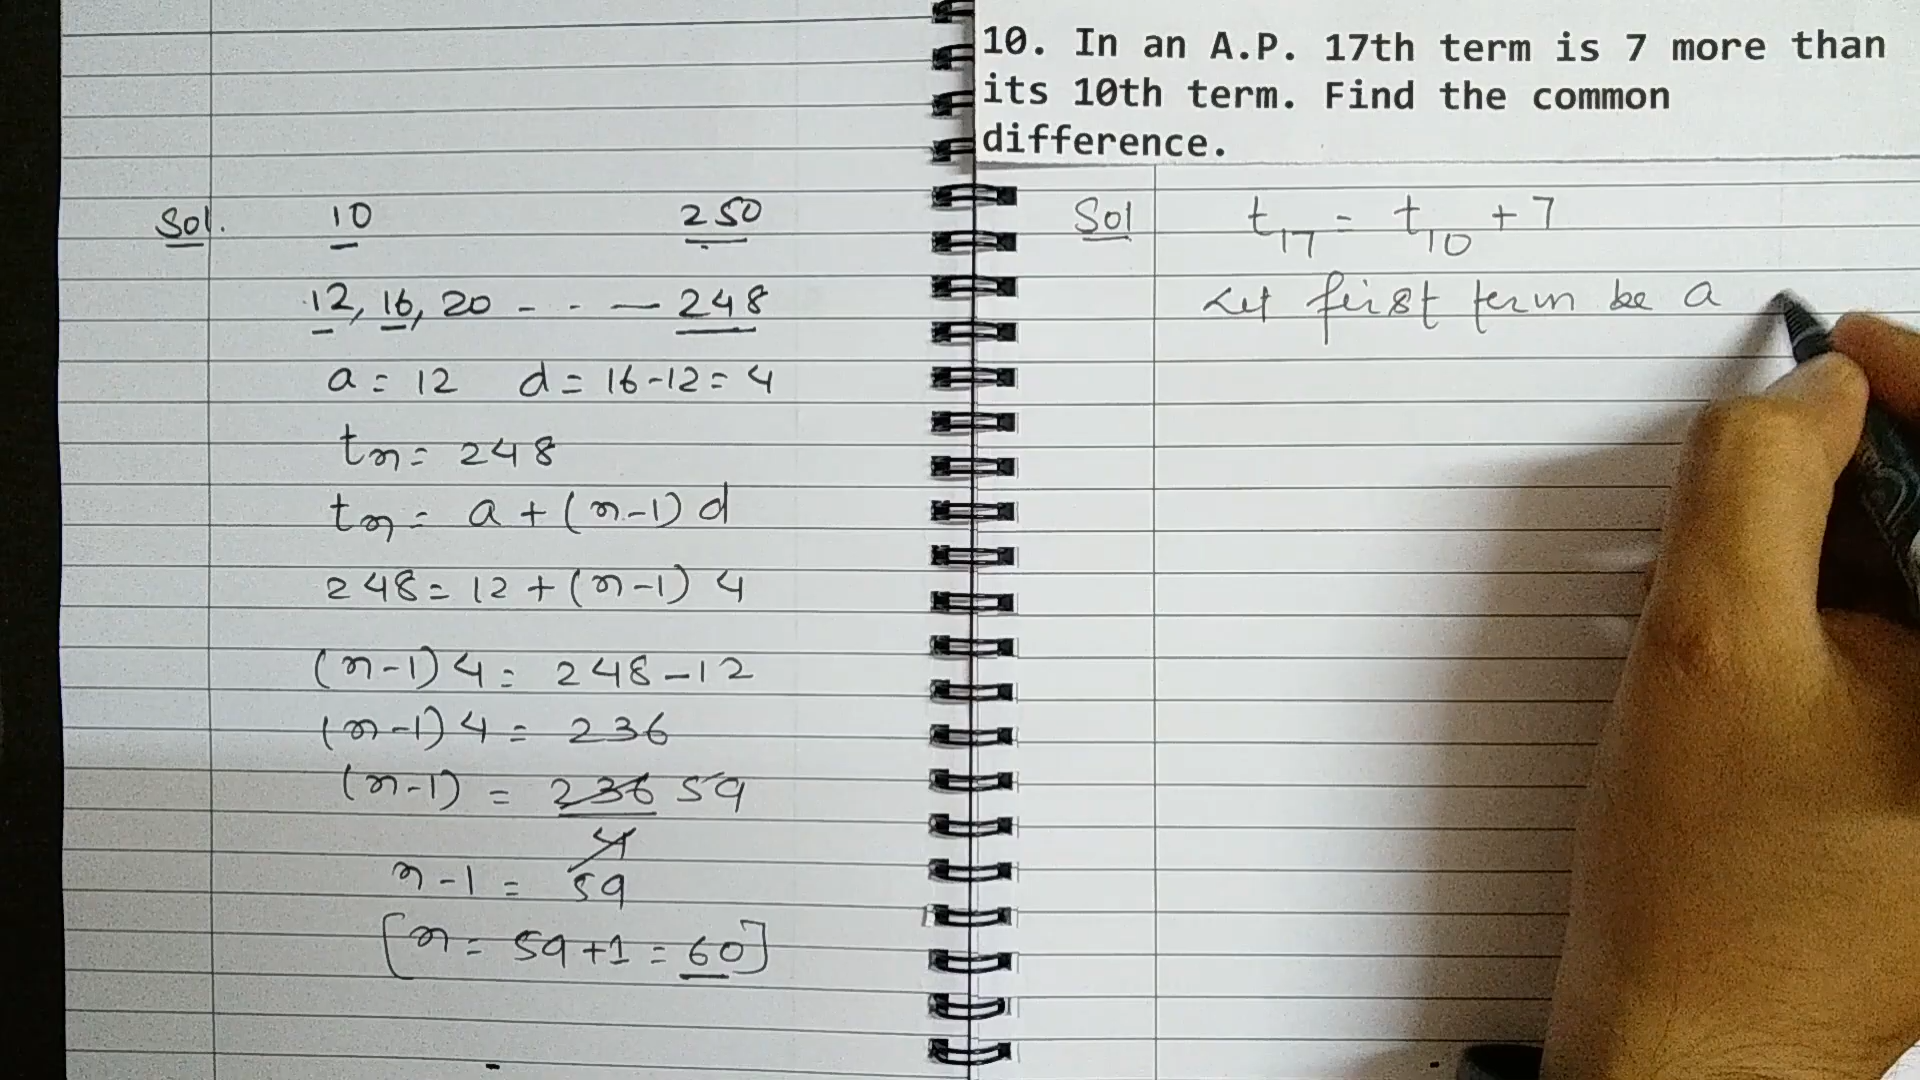 Sol. 10 250
12, 16, 20 - - — 248
a = 12 d = 16-12 = 4
tn = 248
tn = a + (n-1) d
248 = 12 + (n-1) 4
(n-1) 4 = 248-12
(n-1) 4 = 236
(n-1) = 236 59
4
n-1 = 59
[n = 59+1 = 60]
10. In an A.P. 17th term is 7 more than
its 10th term. Find the common
difference.
Sol t17 = t10 + 7
Let first term be a